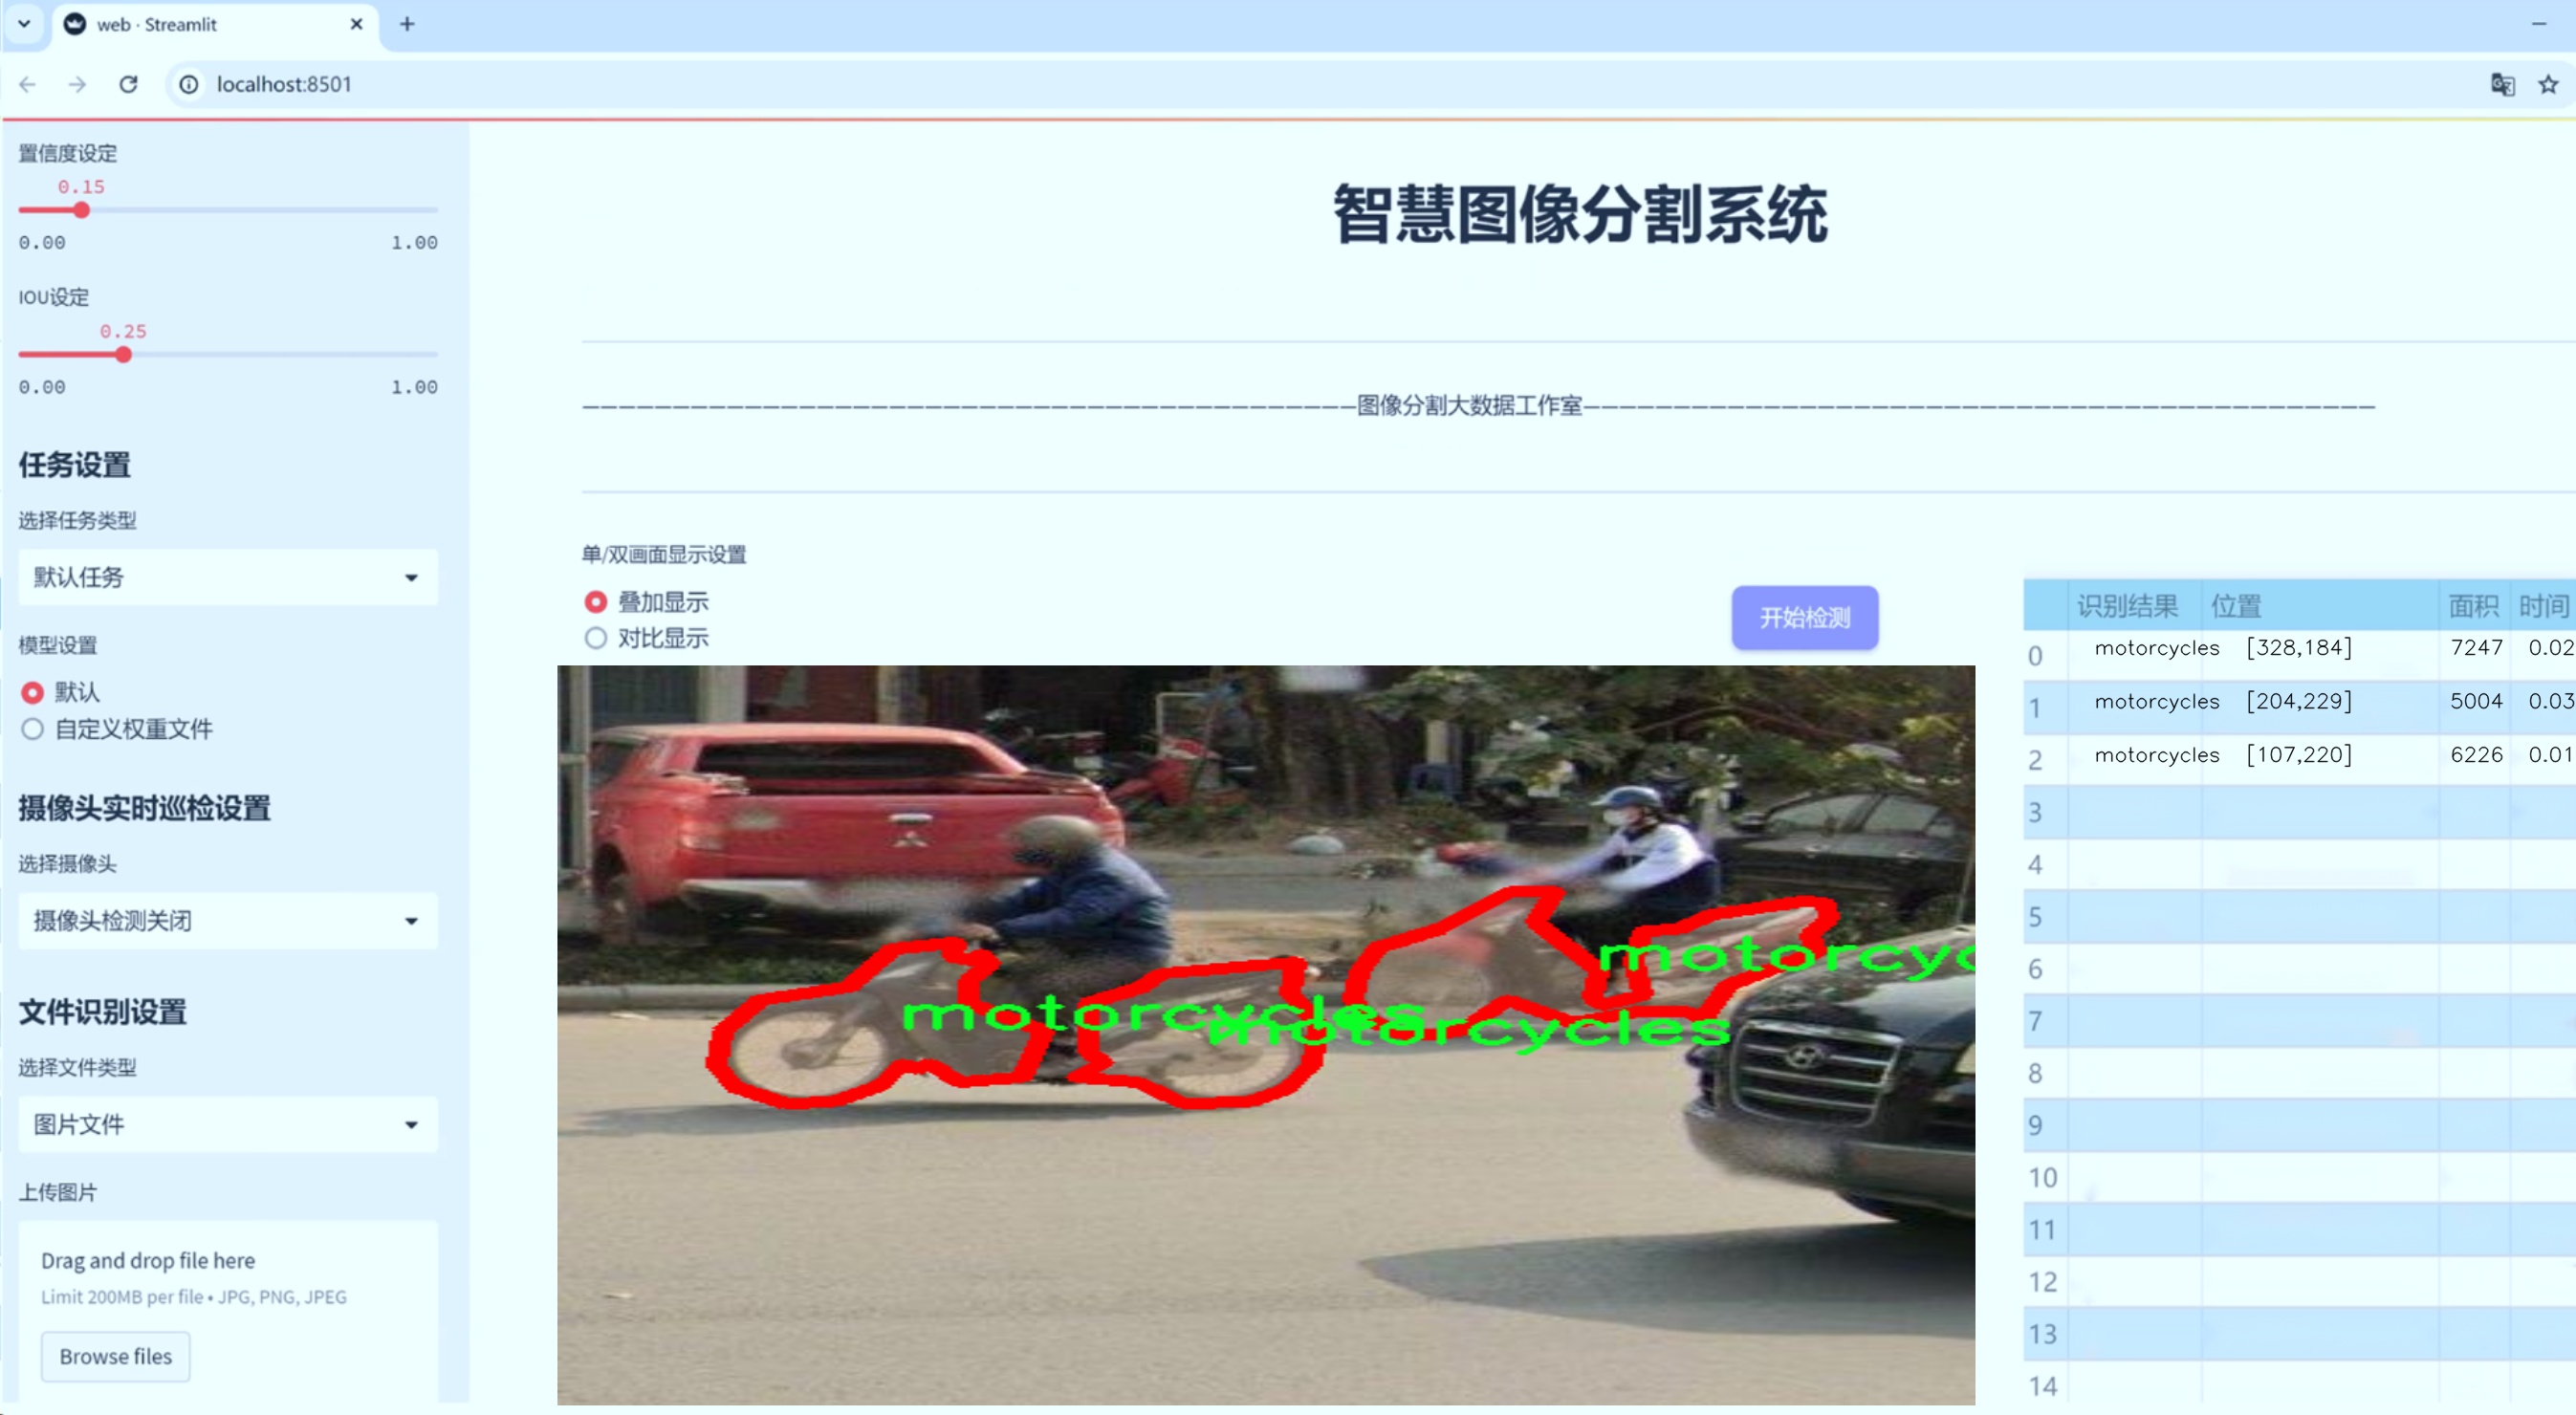 web · Streamlit
localhost:8501
置信度设定
0.15
0.00 1.00
IOU设定
0.25
0.00 1.00
任务设置
选择任务类型
默认任务
模型设置
默认
自定义权重文件
摄像头实时巡检设置
选择摄像头
摄像头检测关闭
文件识别设置
选择文件类型
图片文件
上传图片
Drag and drop file here
Limit 200MB per file • JPG, PNG, JPEG
Browse files
智慧图像分割系统
图像分割大数据工作室
单/双画面显示设置
叠加显示
对比显示
开始检测
motorcyc
motorcycles
motorcycles
识别结果 位置 面积 时间
0 motorcycles [328,184] 7247 0.02
1 motorcycles [204,229] 5004 0.03
2 motorcycles [107,220] 6226 0.01
3
4
5
6
7
8
9
10
11
12
13
14